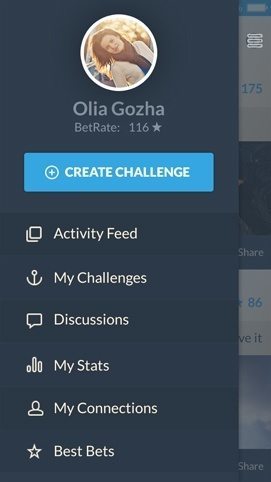 175
Olia Gozha
BetRate: 116 ★
CREATE CHALLENGE
Activity Feed
Share
My Challenges
★ 86
Discussions
ve it
My Stats
My Connections
Best Bets
Share